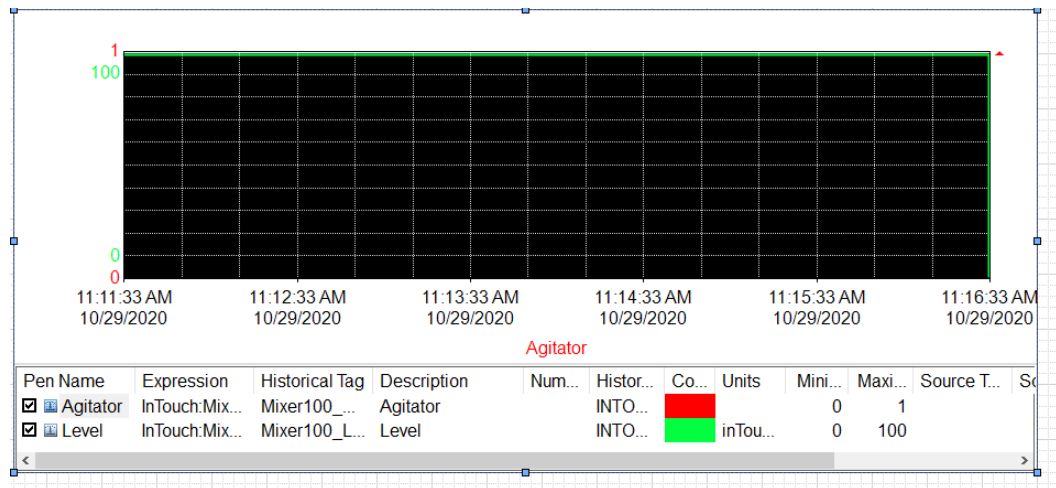 1
100
0
0
11:11:33 AM 11:12:33 AM 11:13:33 AM 11:14:33 AM 11:15:33 AM 11:16:33 AM
10/29/2020 10/29/2020 10/29/2020 10/29/2020 10/29/2020 10/29/2020
Agitator
Pen Name Expression Historical Tag Description Num... Histor... Co... Units Mini... Maxi... Source T... Sc
Agitator InTouch:Mix... Mixer100_... Agitator INTO... 0 1
Level InTouch:Mix... Mixer100_L... Level INTO... inTou... 0 100